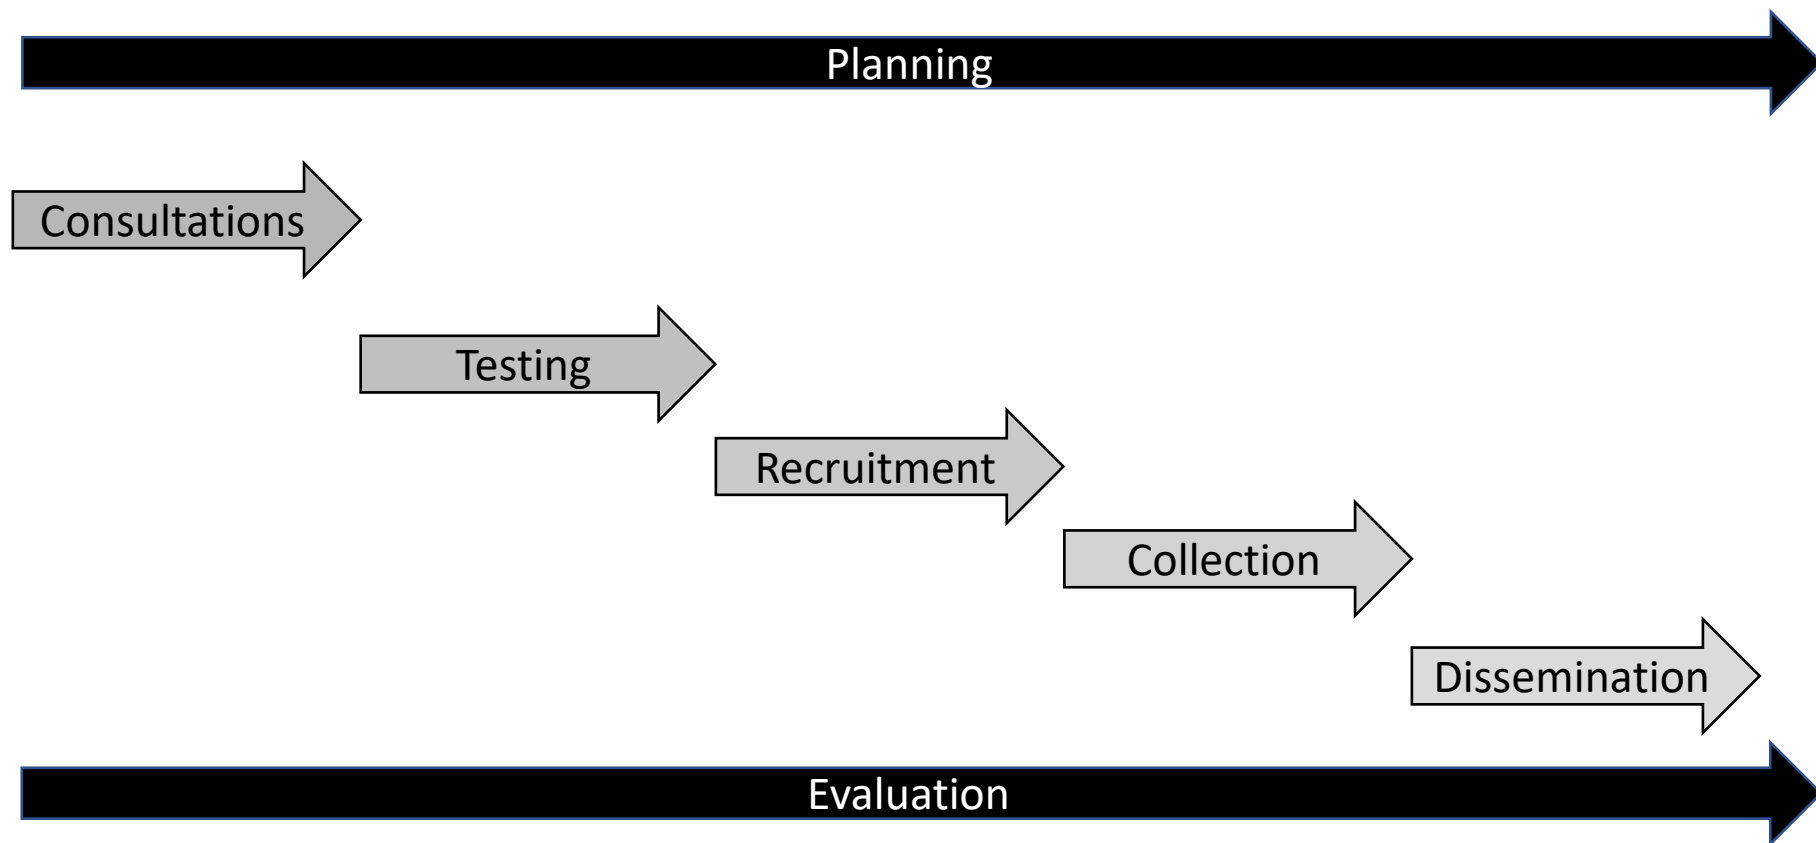 Planning
Consultations
Testing
Recruitment
Collection
Dissemination
Evaluation